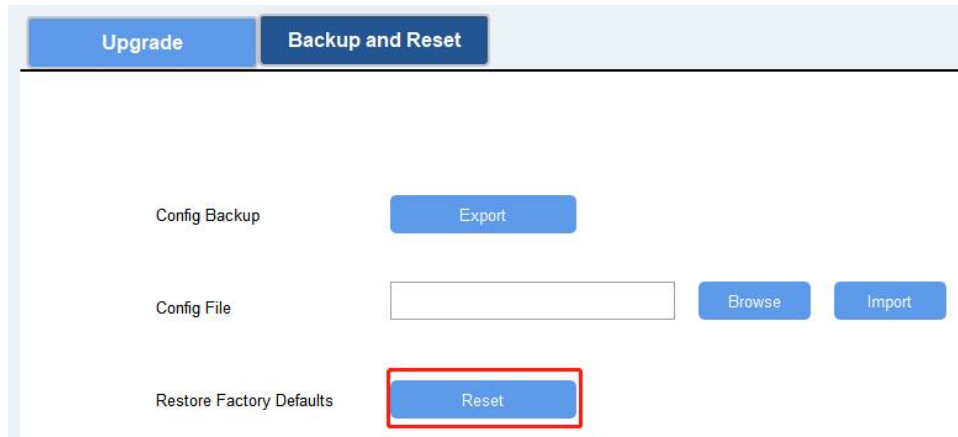 Upgrade Backup and Reset
Config Backup Export
Config File Browse Import
Restore Factory Defaults Reset